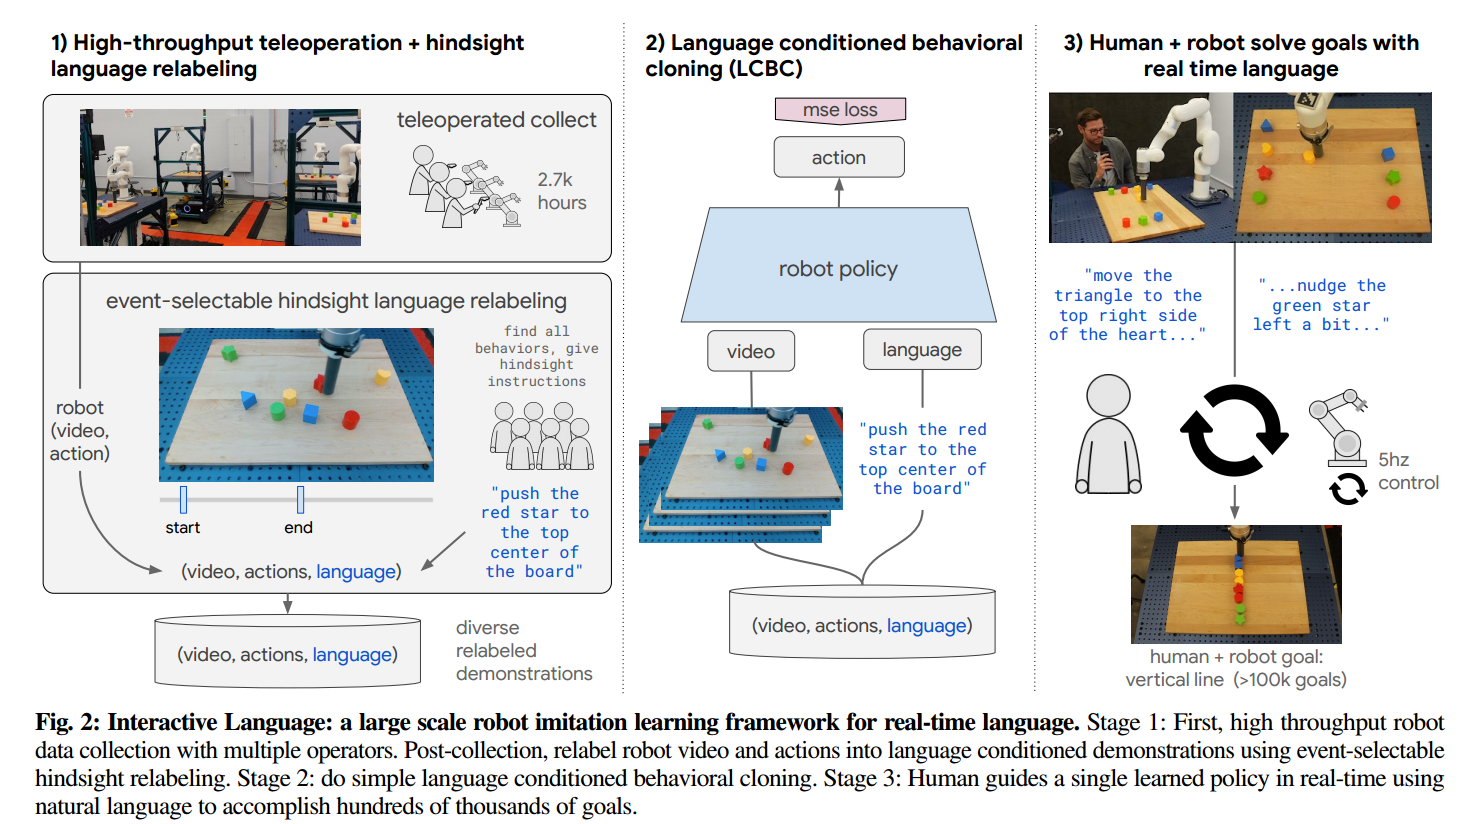 1) High-throughput teleoperation + hindsight
language relabeling
teleoperated collect
2.7k
hours
event-selectable hindsight language relabeling
find all
behaviors, give
hindsight
instructions
robot
(video,
action)
start
end
"push the
red star to
the top
center of
the board"
(video, actions, language)
(video, actions, language)
diverse
relabeled
demonstrations
2) Language conditioned behavioral
cloning (LCBC)
mse loss
action
robot policy
video
language
"push the red
star to the
top center of
the board"
(video, actions, language)
3) Human + robot solve goals with
real time language
"move the
triangle to the
top right side
of the heart..."
"...nudge the
green star
left a bit..."
5hz
control
human + robot goal:
vertical line (>100k goals)
Fig. 2: Interactive Language: a large scale robot imitation learning framework for real-time language. Stage 1: First, high throughput robot
data collection with multiple operators. Post-collection, relabel robot video and actions into language conditioned demonstrations using event-selectable
hindsight relabeling. Stage 2: do simple language conditioned behavioral cloning. Stage 3: Human guides a single learned policy in real-time using
natural language to accomplish hundreds of thousands of goals.